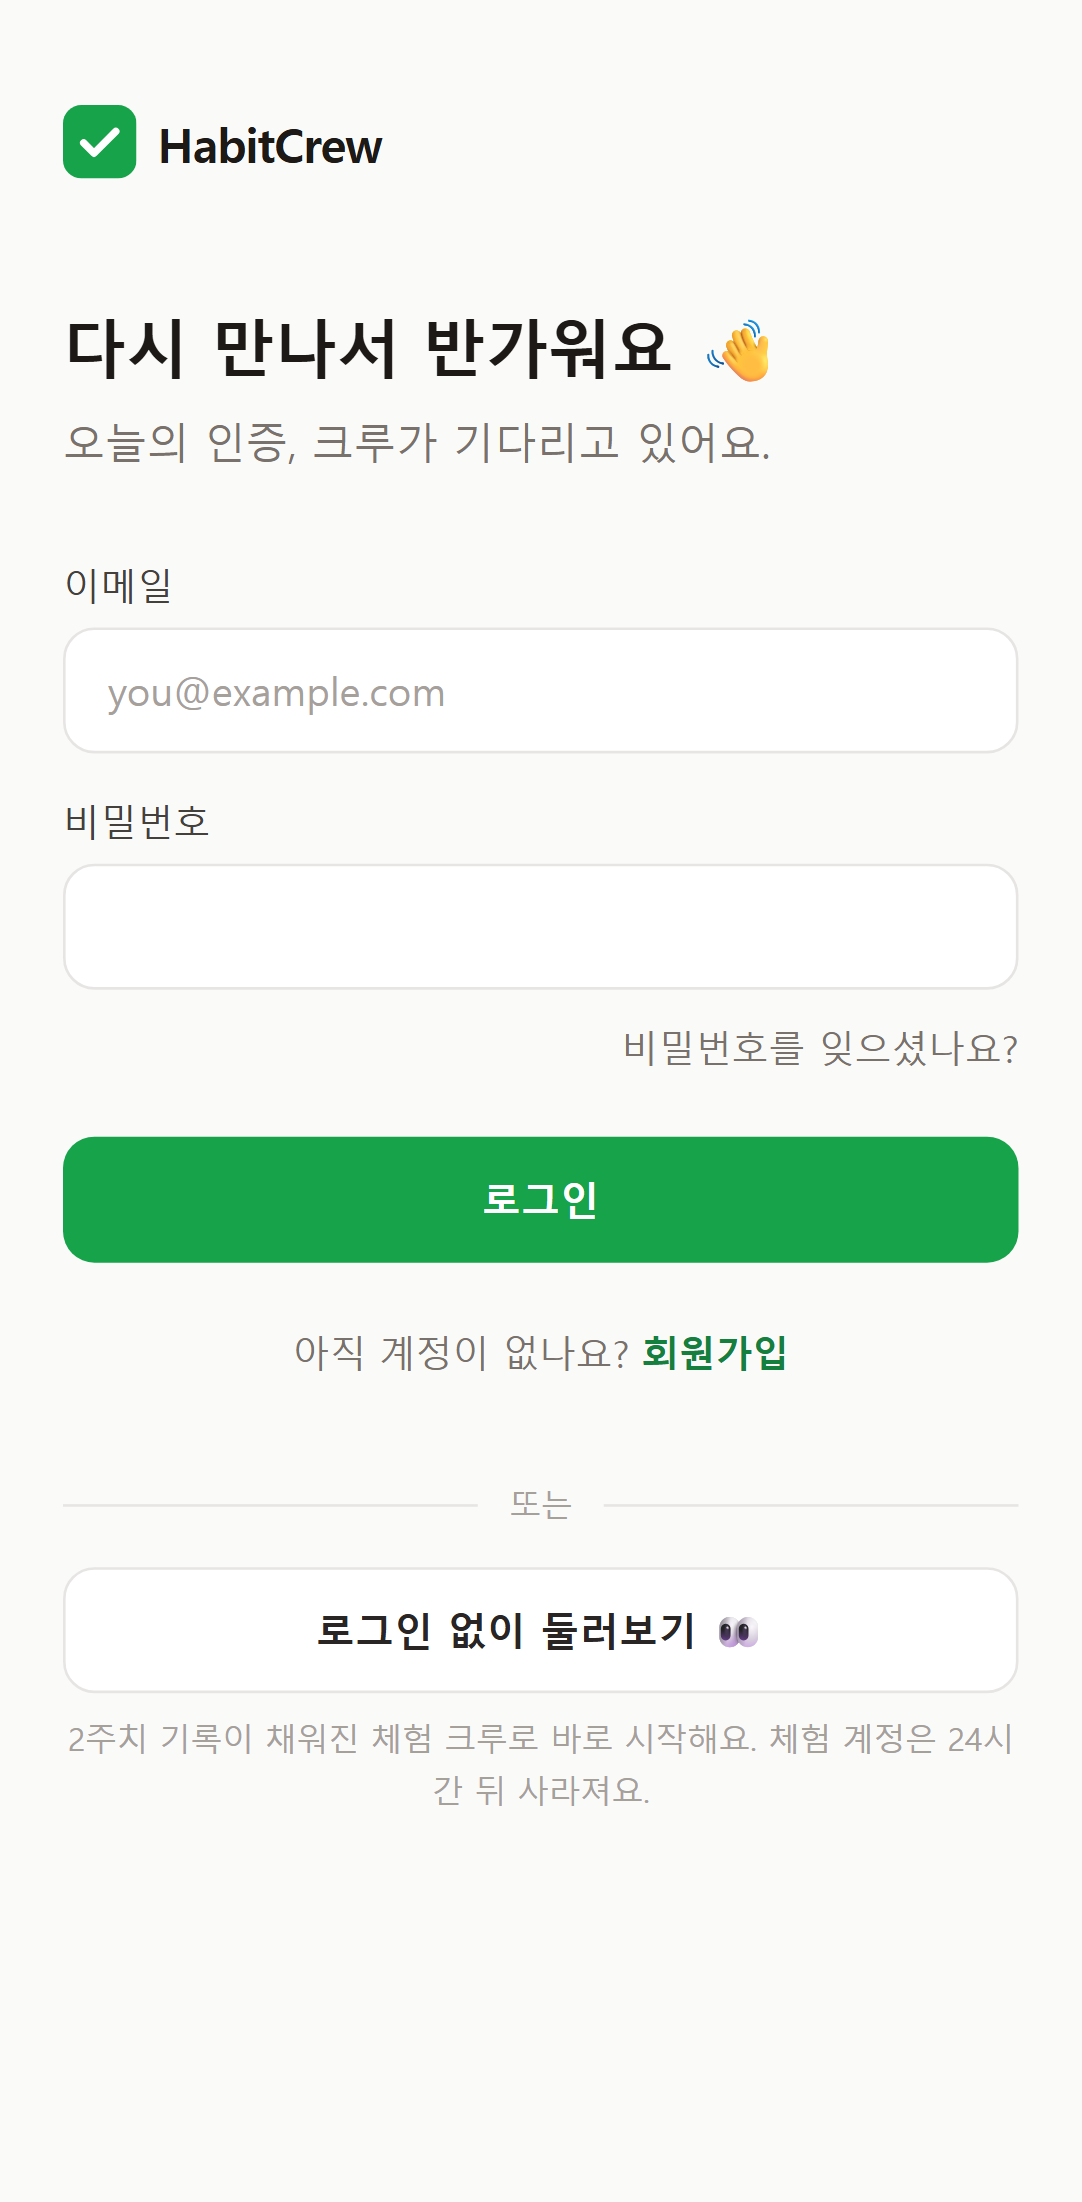 HabitCrew
다시 만나서 반가워요 👋
오늘의 인증, 크루가 기다리고 있어요.
이메일
you@example.com
비밀번호
비밀번호를 잊으셨나요?
로그인
아직 계정이 없나요? 회원가입
또는
로그인 없이 둘러보기 👀
2주치 기록이 채워진 체험 크루로 바로 시작해요. 체험 계정은 24시
간 뒤 사라져요.